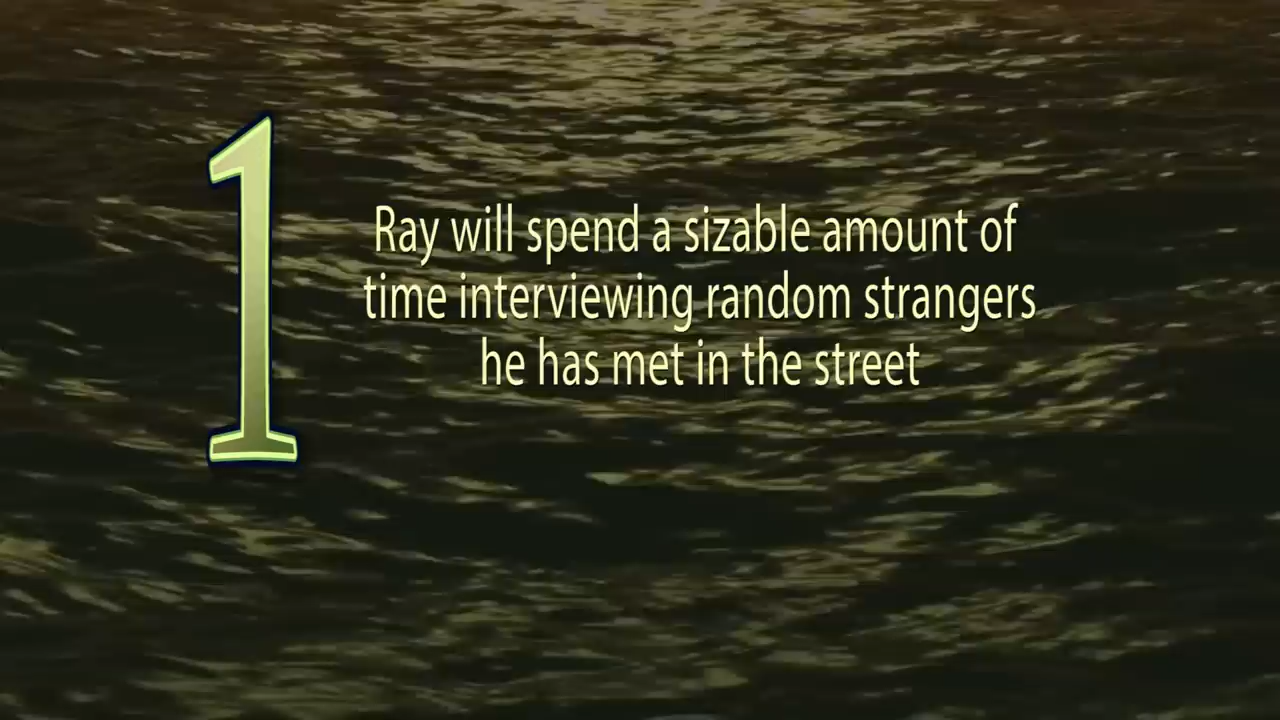 1
Ray will spend a sizable amount of
time interviewing random strangers
he has met in the street